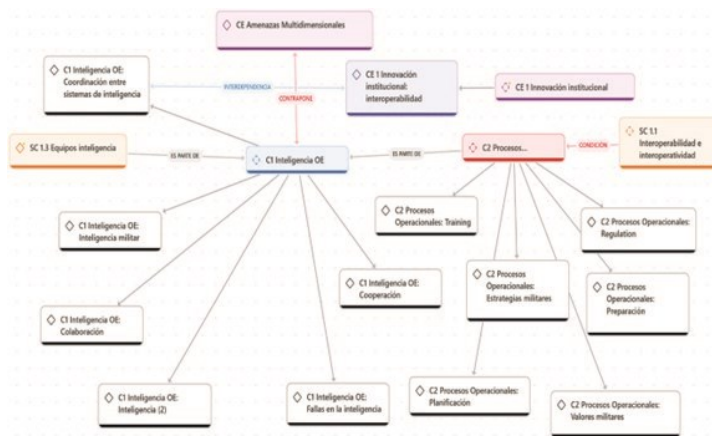 CE Amenazas Multidimensionales
C1 Inteligencia OE:
Coordinación entre
sistemas de inteligencia
INTERDEPENDENCIA
CONTRAPONE
CE 1 Innovación
institucional:
interoperabilidad
CE 1 Innovación institucional
SC 1.3 Equipos inteligencia
ES PARTE DE
C1 Inteligencia OE
ES PARTE DE
C2 Procesos...
CONDICIÓN
SC 1.1
Interoperabilidad e
interoperatividad
C1 Inteligencia OE:
Inteligencia militar
C2 Procesos
Operacionales: Training
C2 Procesos Operacionales:
Regulation
C1 Inteligencia OE:
Cooperación
C2 Procesos
Operacionales:
Estrategias militares
C2 Procesos
Operacionales:
Preparación
C1 Inteligencia OE:
Colaboración
C1 Inteligencia OE:
Inteligencia (2)
C1 Inteligencia OE:
Fallas en la inteligencia
C2 Procesos Operacionales:
Planificación
C2 Procesos Operacionales:
Valores militares